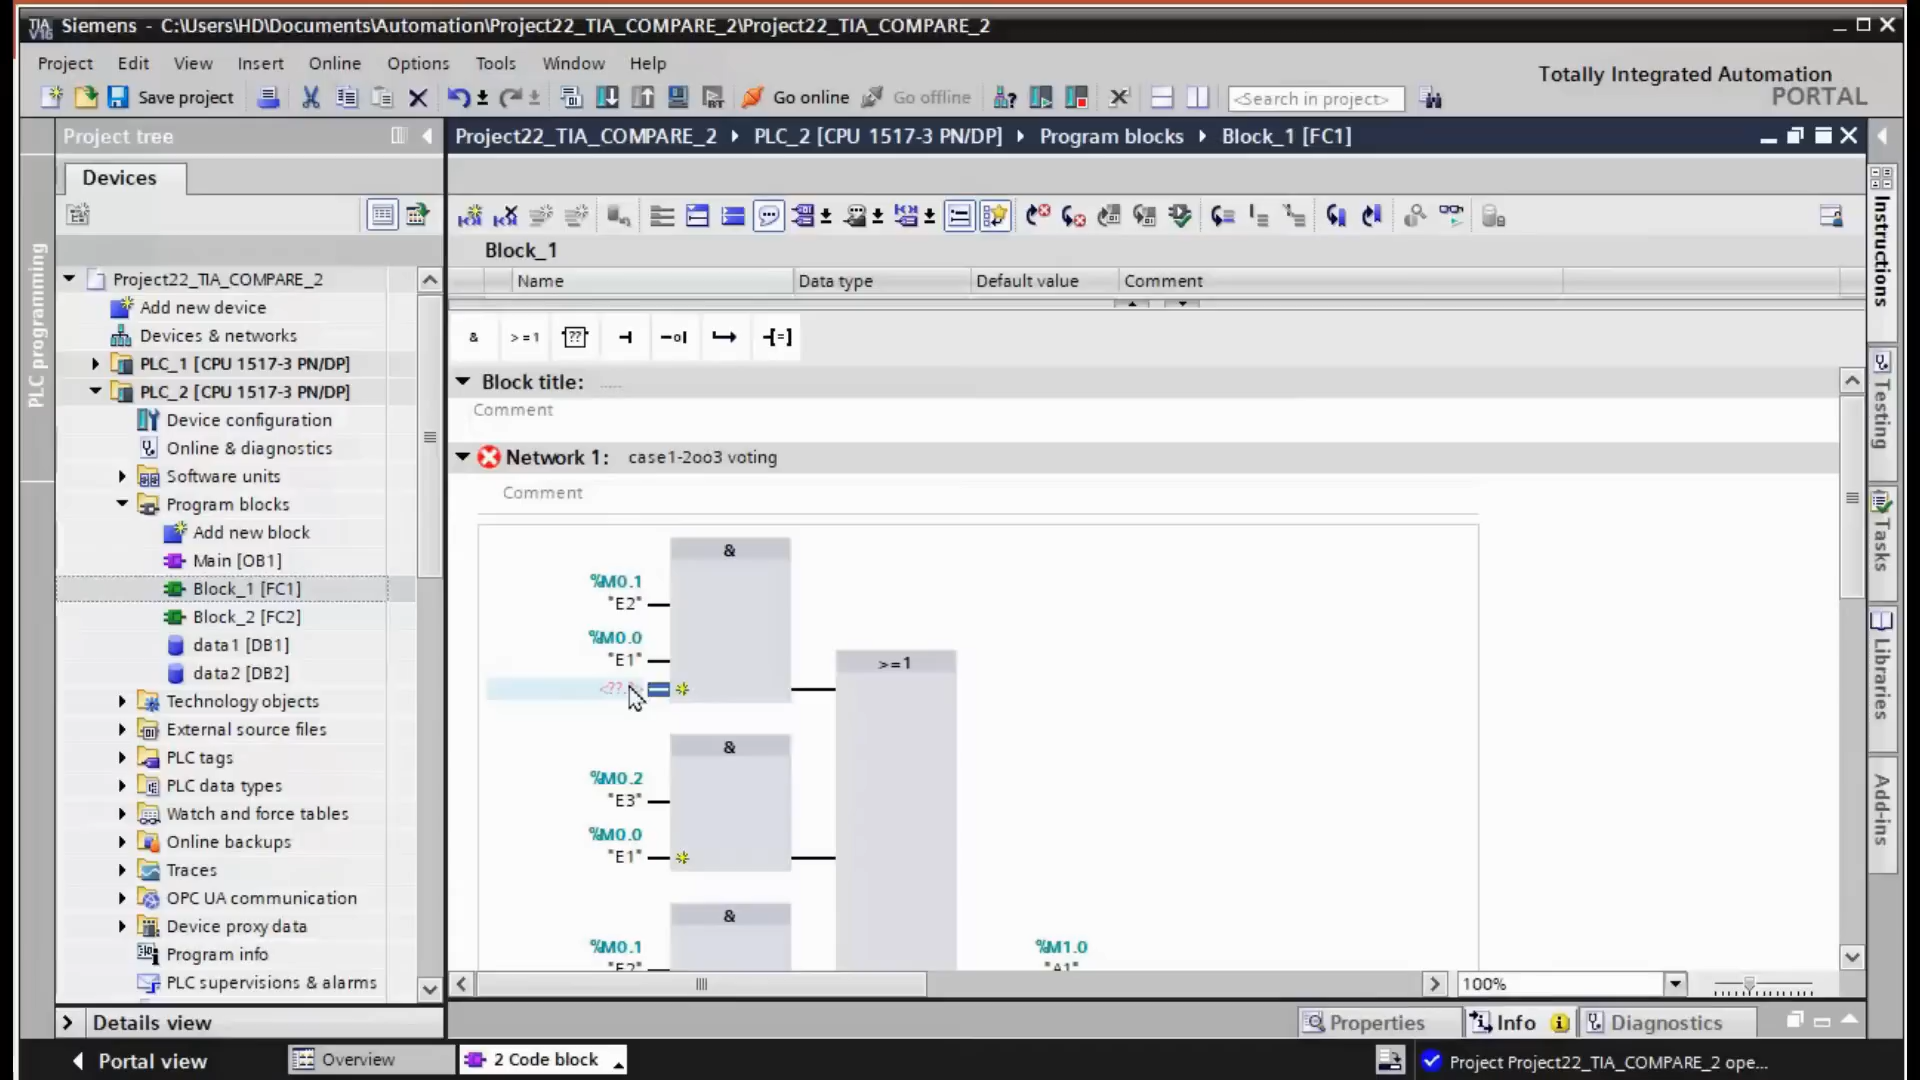 TIA V16 Siemens - C:\Users\HD\Documents\Automation\Project22_TIA_COMPARE_2\Project22_TIA_COMPARE_2
Project Edit View Insert Online Options Tools Window Help
Totally Integrated Automation
PORTAL
Save project Go online Go offline <Search in project>
Project tree
Project22_TIA_COMPARE_2 PLC_2 [CPU 1517-3 PN/DP] Program blocks Block_1 [FC1]
Devices
PLC programming
Block_1
Name Data type Default value Comment
& >=1 ??
Project22_TIA_COMPARE_2
Add new device
Devices & networks
PLC_1 [CPU 1517-3 PN/DP]
PLC_2 [CPU 1517-3 PN/DP]
Device configuration
Online & diagnostics
Software units
Program blocks
Add new block
Main [OB1]
Block_1 [FC1]
Block_2 [FC2]
data1 [DB1]
data2 [DB2]
Technology objects
External source files
PLC tags
PLC data types
Watch and force tables
Online backups
Traces
OPC UA communication
Device proxy data
Program info
PLC supervisions & alarms
Details view
Block title: .....
Comment
Network 1: case1-2oo3 voting
Comment
&
%M0.1
"E2"
%M0.0
"E1"
>=1
&
%M0.2
"E3"
%M0.0
"E1"
&
%M0.1
"E2"
%M1.0
"A1"
100%
Properties Info Diagnostics
Instructions
Testing
Tasks
Libraries
Add-ins
Portal view Overview 2 Code block Project Project22_TIA_COMPARE_2 ope...